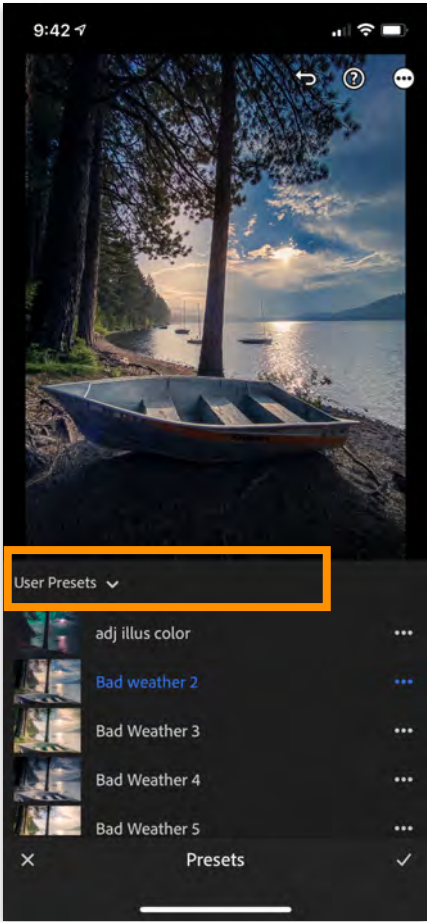 9:42
User Presets
adj illus color
Bad weather 2
Bad Weather 3
Bad Weather 4
Bad Weather 5
Presets